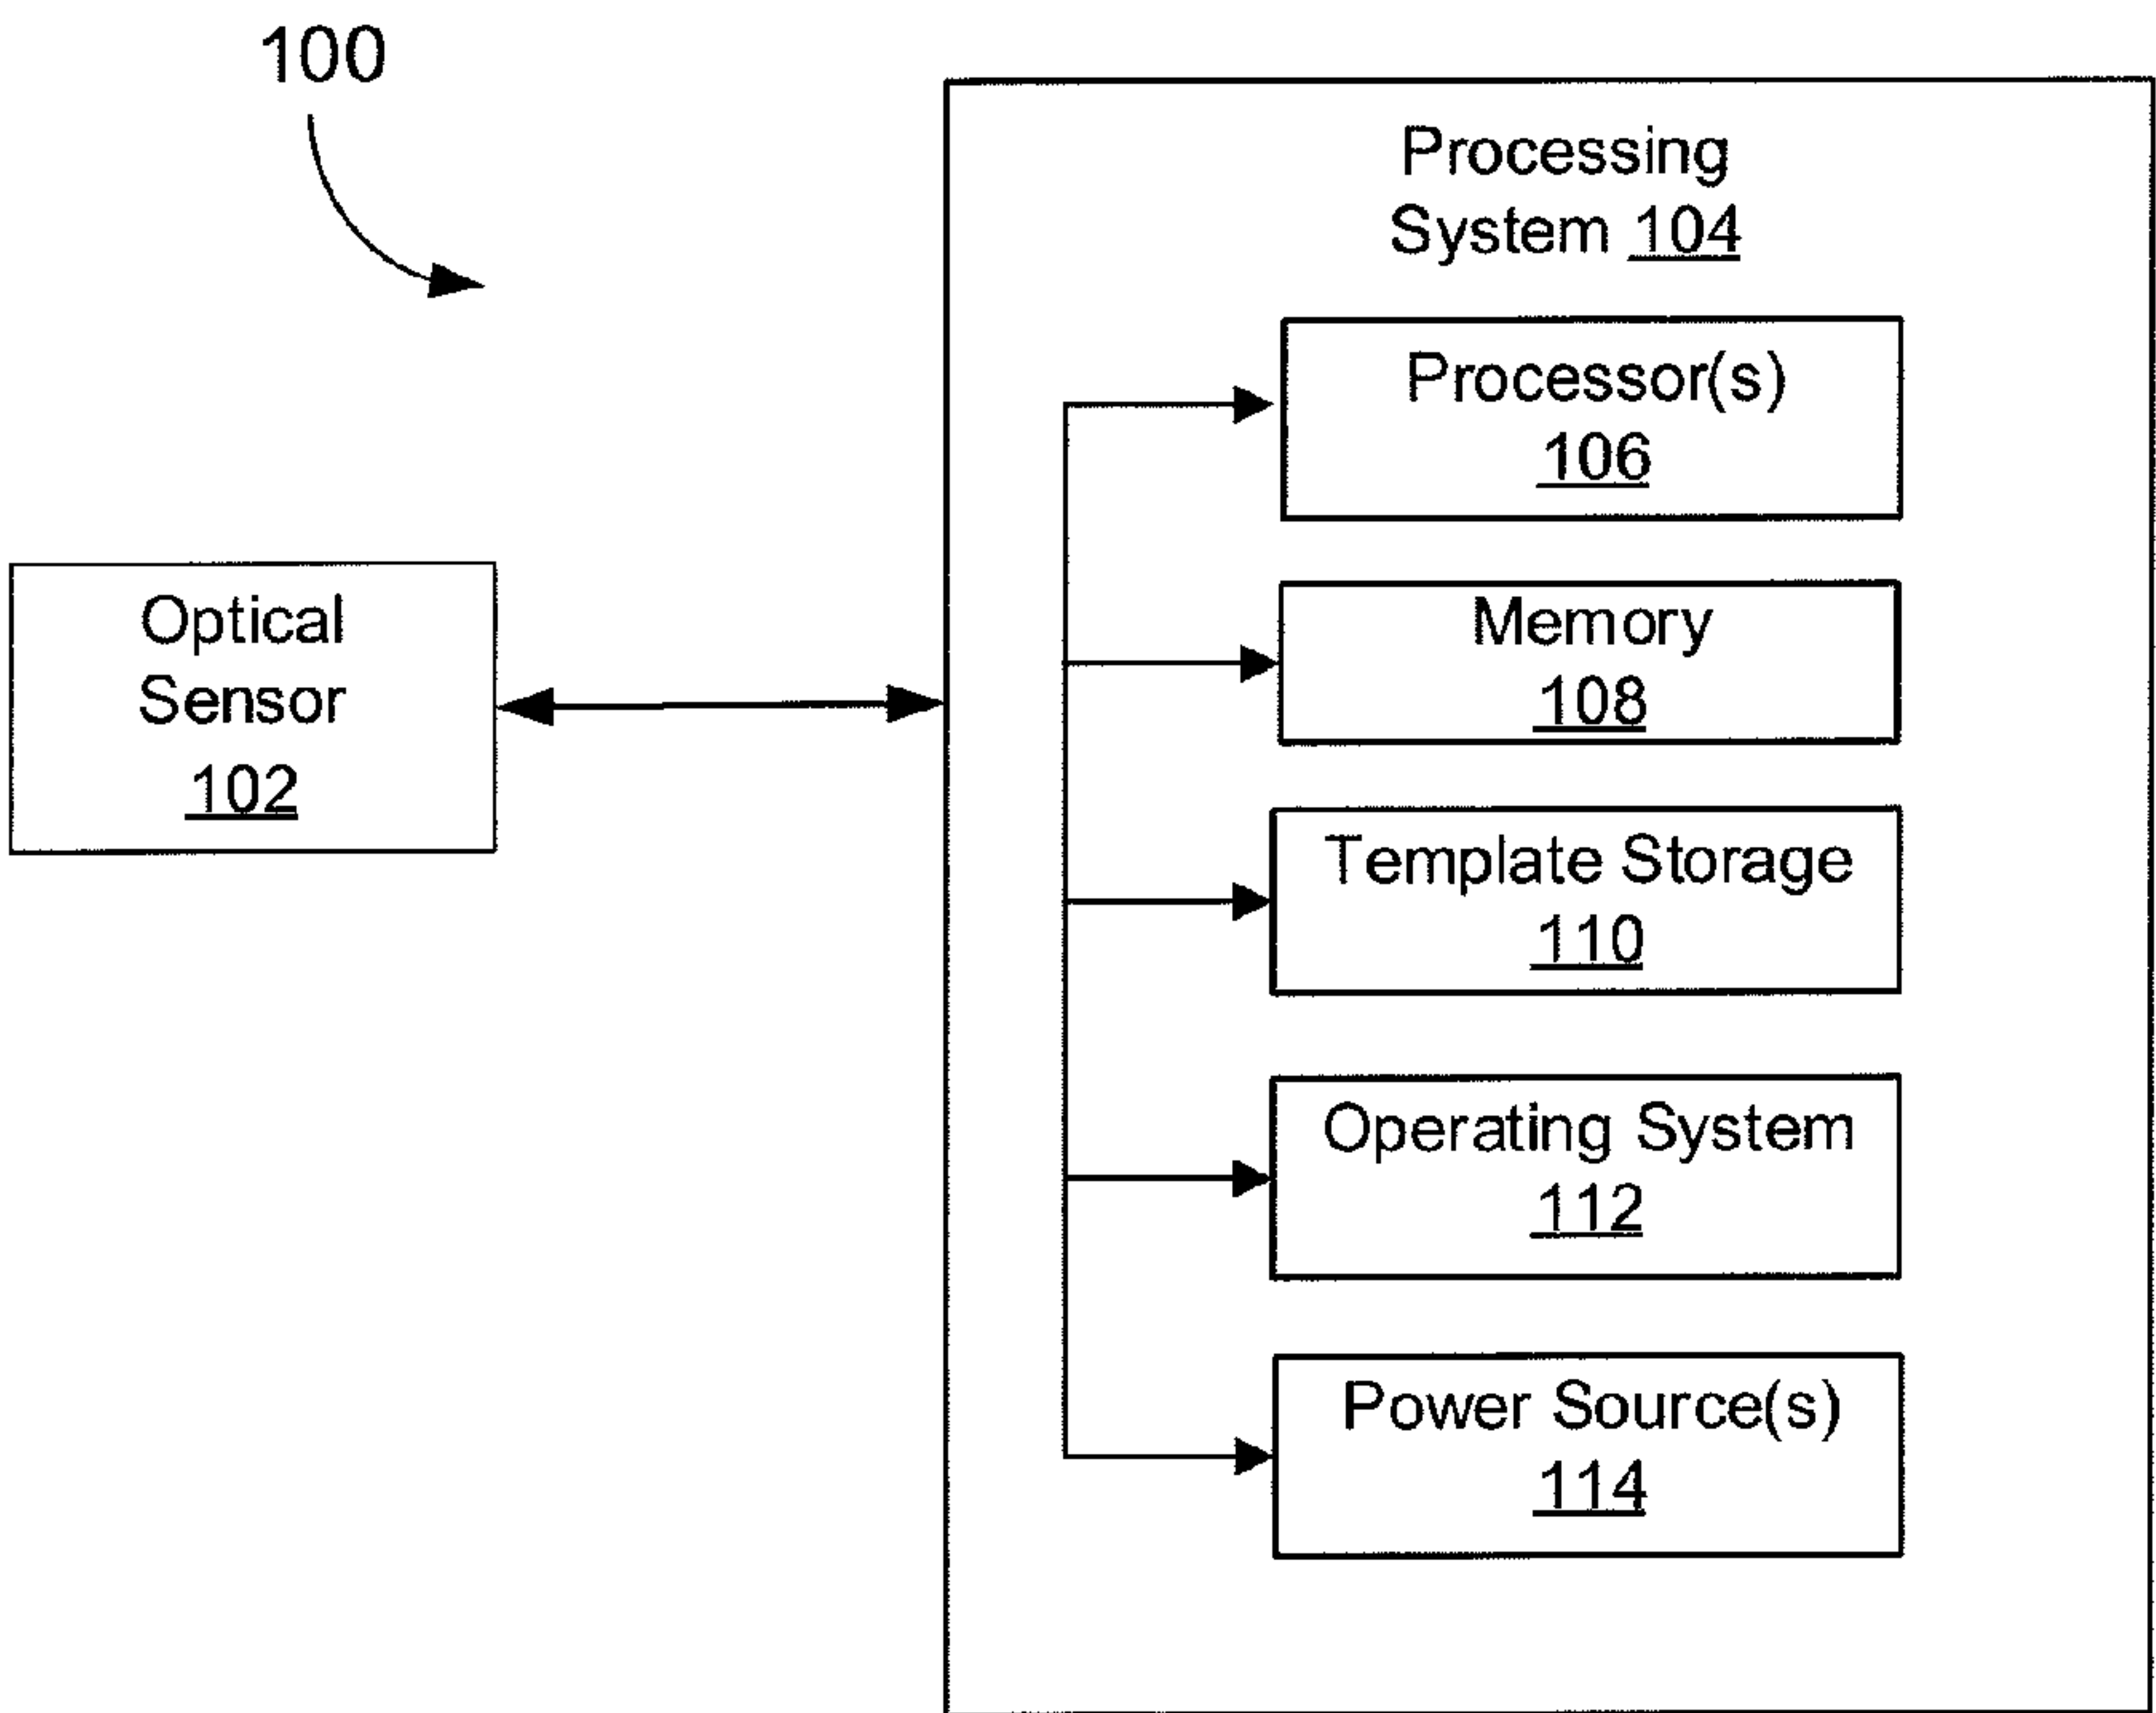 100
Processing
System 104
Processor(s)
106
Optical
Sensor
102
Memory
108
Template Storage
110
Operating System
112
Power Source(s)
114